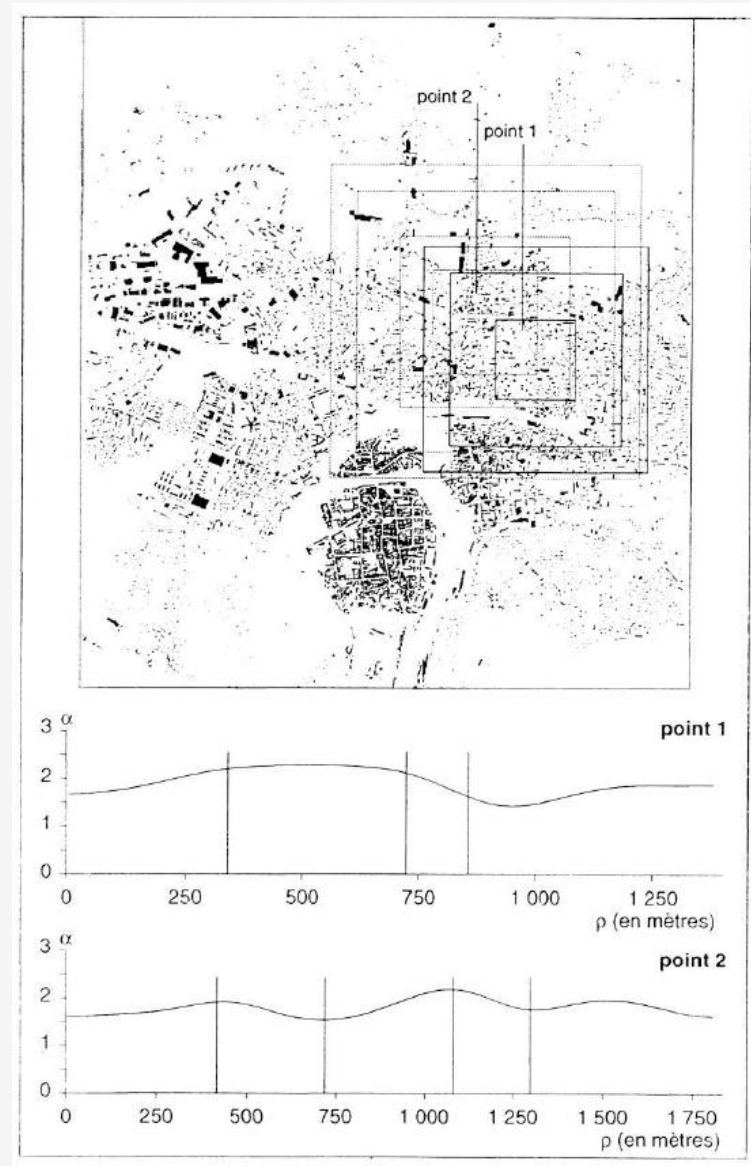 point 2
point 1
3 α
2
1
0
0 250 500 750 1 000 1 250
ρ (en mètres)
point 1
3 α
2
1
0
0 250 500 750 1 000 1 250 1 500 1 750
ρ (en mètres)
point 2